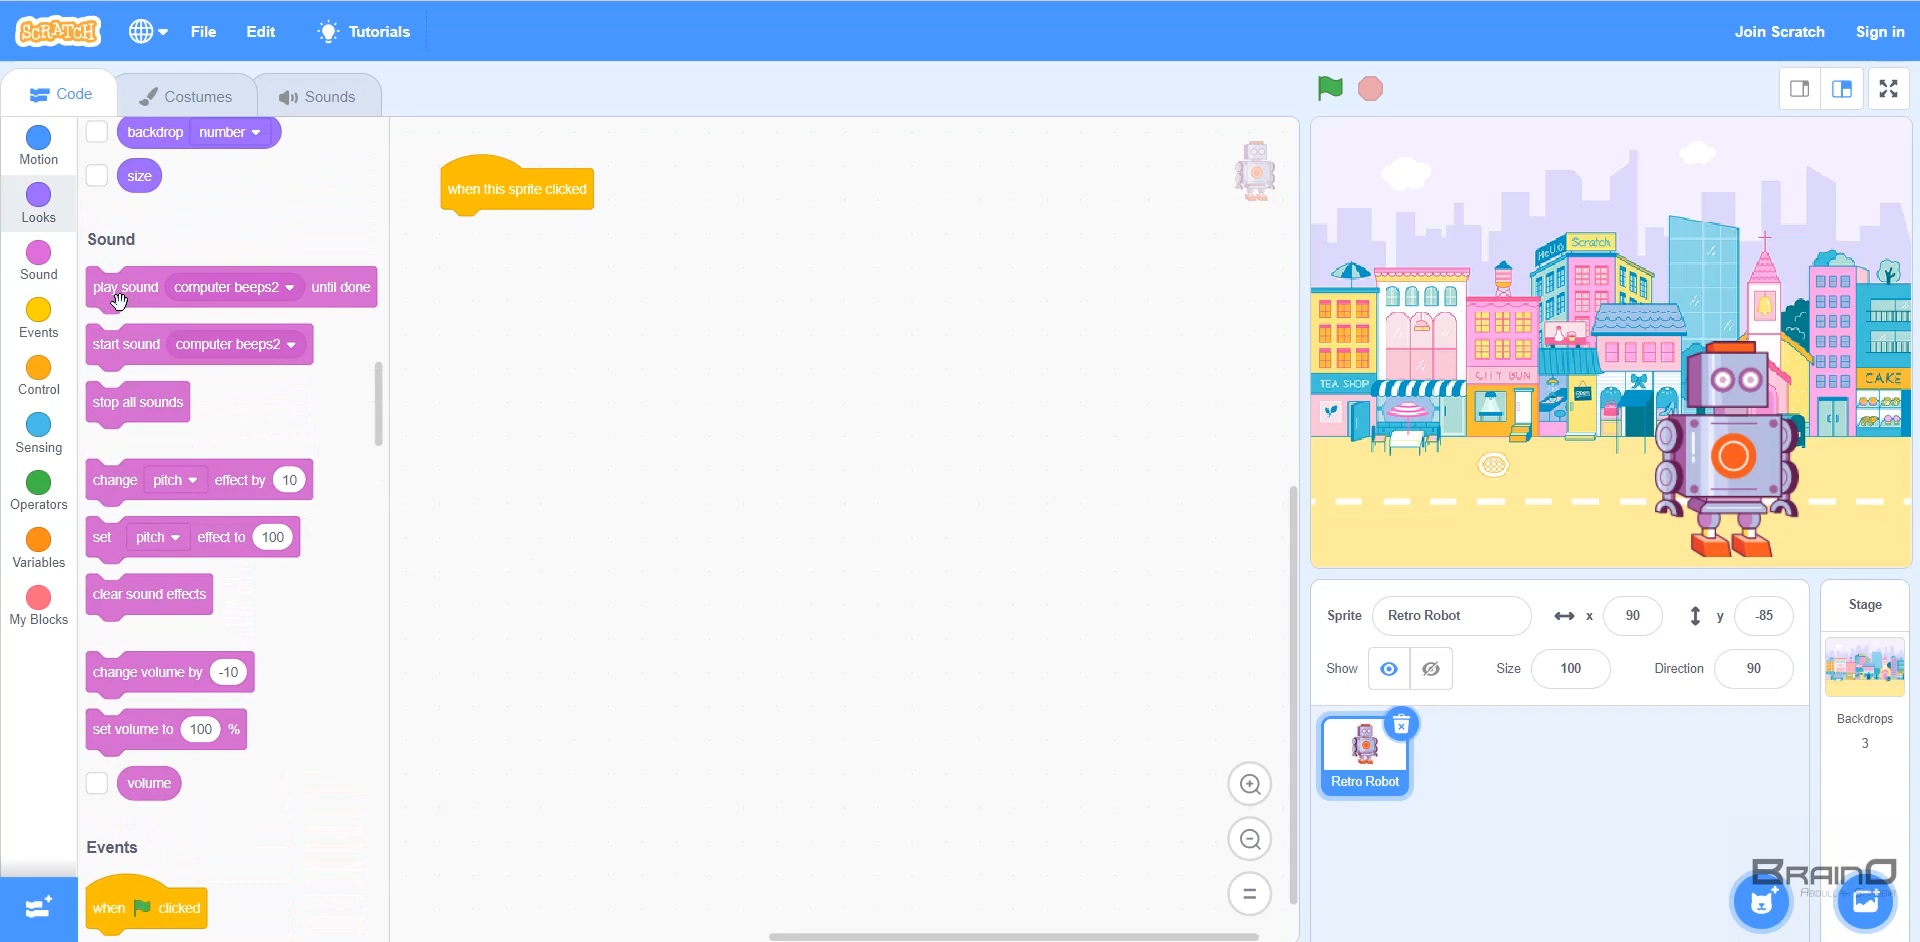 SCRATCH File Edit Tutorials Join Scratch Sign in
Code Costumes Sounds
Motion
Looks
Sound
Events
Control
Sensing
Operators
Variables
My Blocks
backdrop number
size
Sound
play sound computer beeps2 until done
start sound computer beeps2
stop all sounds
change pitch effect by 10
set pitch effect to 100
clear sound effects
change volume by -10
set volume to 100 %
volume
Events
when clicked
when this sprite clicked
Scratch
TEA SHOP
CITY BUN
CAKE
Sprite Retro Robot x 90 y -85
Show Size 100 Direction 90
Retro Robot
Stage
Backdrops
3
BRAINO